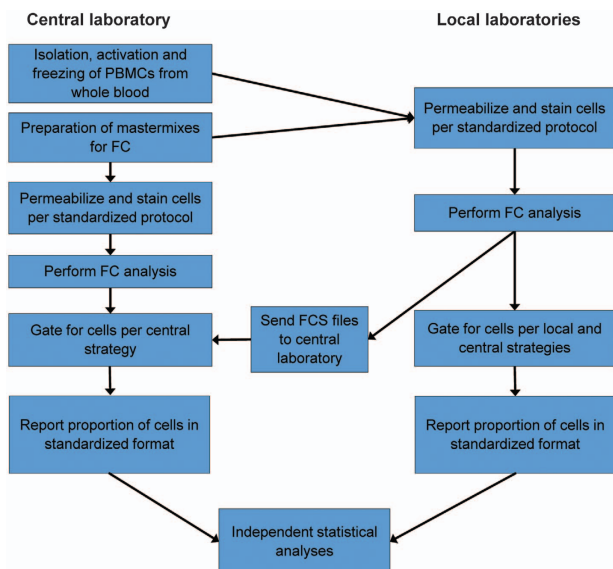 Central laboratory
Local laboratories
Isolation, activation and
freezing of PBMCs from
whole blood
Preparation of mastermixes
for FC
Permeabilize and stain cells
per standardized protocol
Perform FC analysis
Gate for cells per central
strategy
Report proportion of cells in
standardized format
Send FCS files
to central
laboratory
Permeabilize and stain cells
per standardized protocol
Perform FC analysis
Gate for cells per local and
central strategies
Report proportion of cells in
standardized format
Independent statistical
analyses